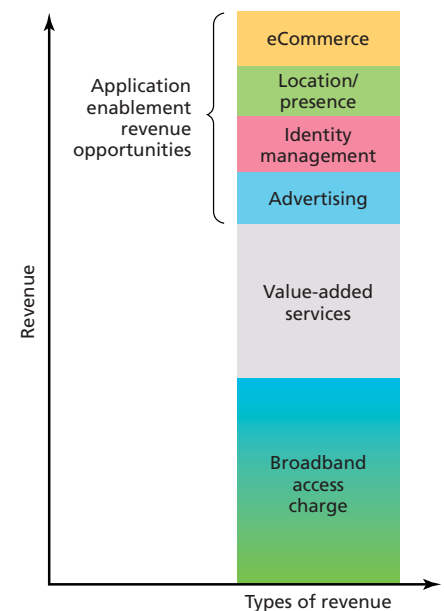 eCommerce
Location/
presence
Identity
management
Advertising
Application
enablement
revenue
opportunities
Value-added
services
Broadband
access
charge
Revenue
Types of revenue